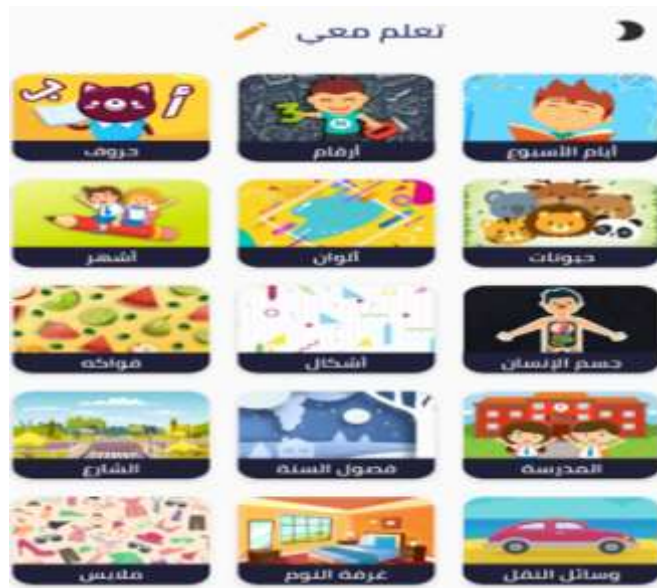 تعلم معي
أيام الأسبوع
أرقام
حروف
حيونات
ألوان
أشهر
جسم الإنسان
أشكال
فواكه
المدرسة
فصول السنة
الشارع
وسائل النقل
غرفة النوم
ملابس